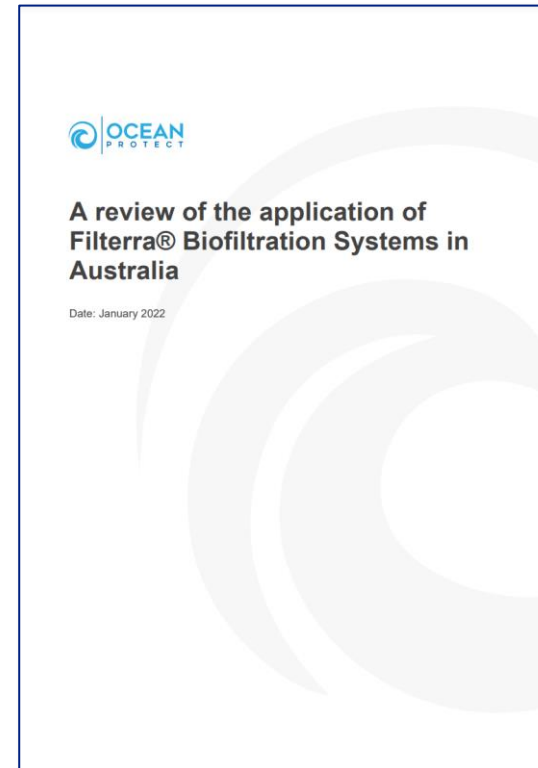 OCEAN
PROTECT
A review of the application of
Filterra® Biofiltration Systems in
Australia
Date: January 2022